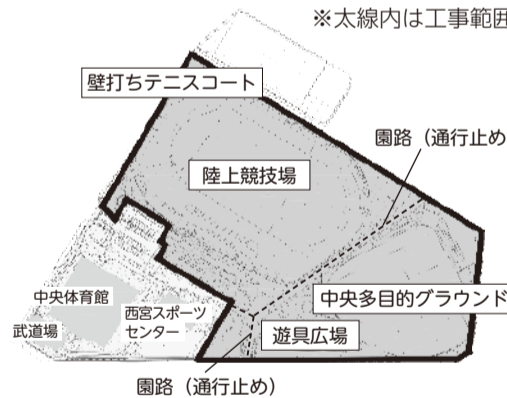 ※太線内は工事範囲
壁打ちテニスコート
園路（通行止め
陸上競技場
中央多目的グラウンド
中央体育館
西宮スポーツ
センター
武道場
遊具広場
園路（通行止め）